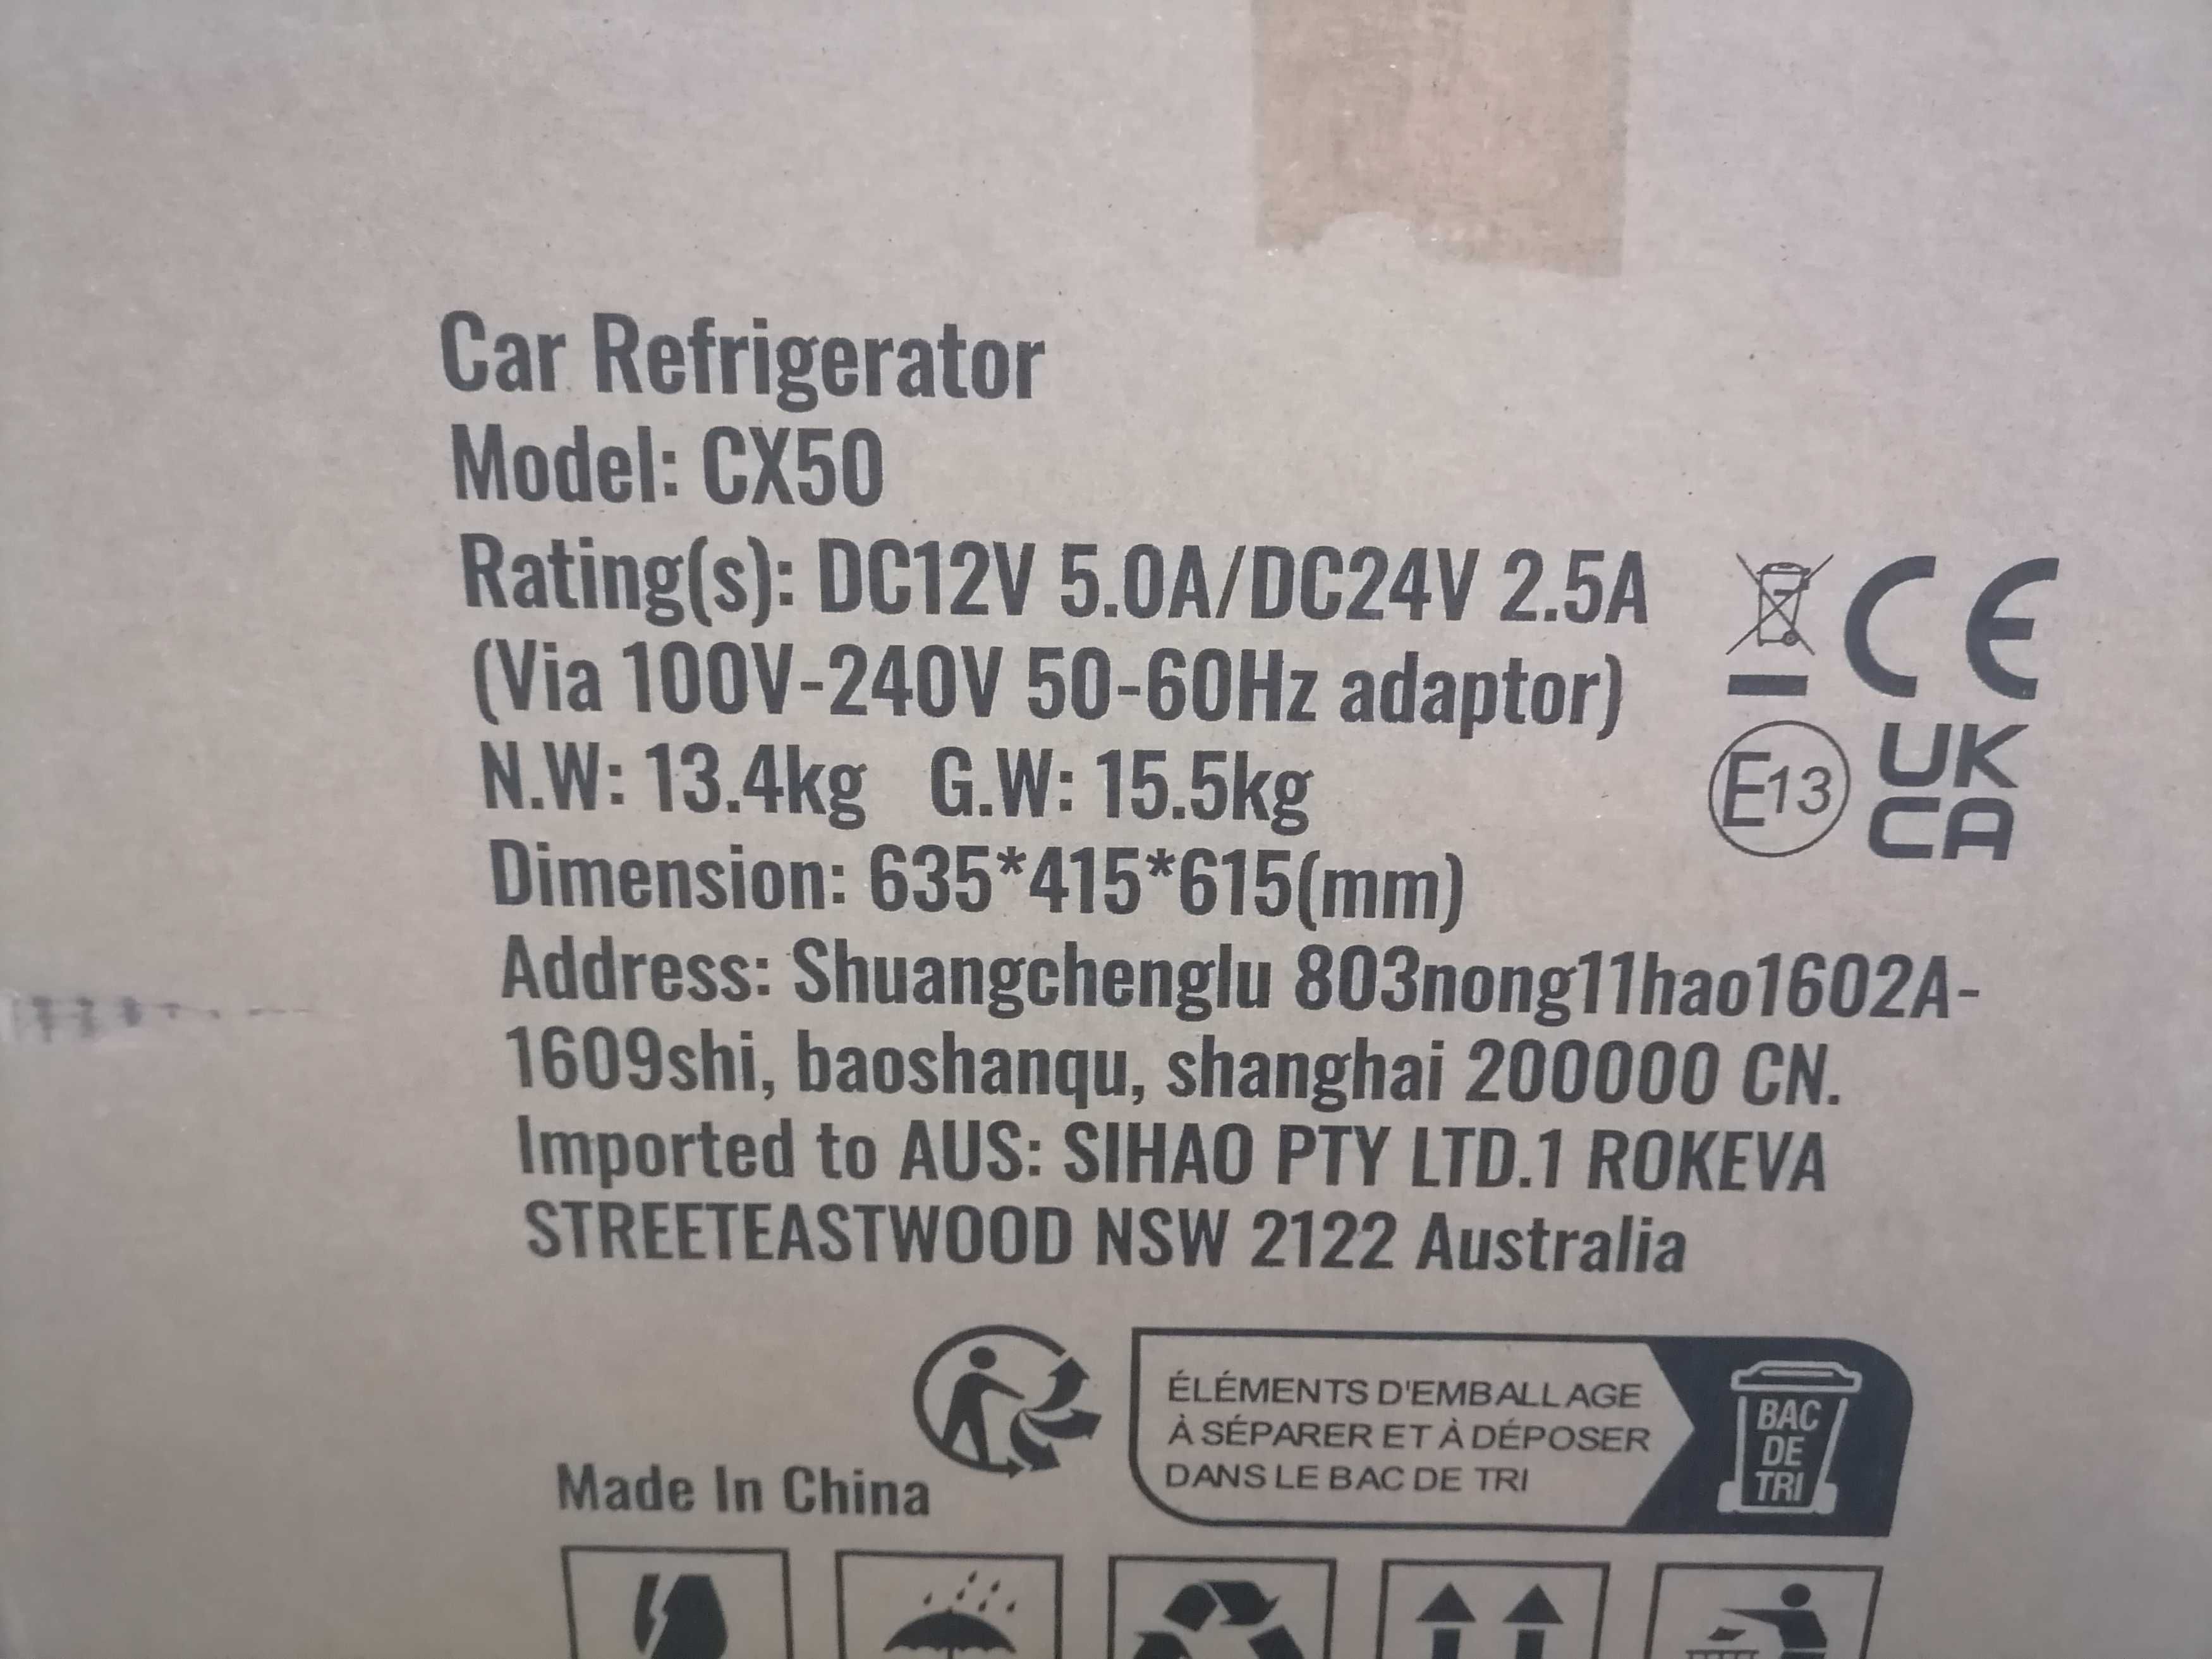 Car Refrigerator
Model: CX50
Rating(s): DC12V 5.0A/DC24V 2.5A
(Via 100V-240V 50-60Hz adaptor)
N.W: 13.4kg G.W: 15.5kg
Dimension: 635*415*615(mm)
Address: Shuangchenglu 803nong11hao1602A-
1609shi, baoshanqu, shanghai 200000 CN.
Imported to AUS: SIHAO PTY LTD.1 ROKEVA
STREETEASTWOOD NSW 2122 Australia
CE
E13
UK
CA
ÉLÉMENTS D'EMBALLAGE
À SÉPARER ET À DÉPOSER
DANS LE BAC DE TRI
BAC
DE
TRI
Made In China